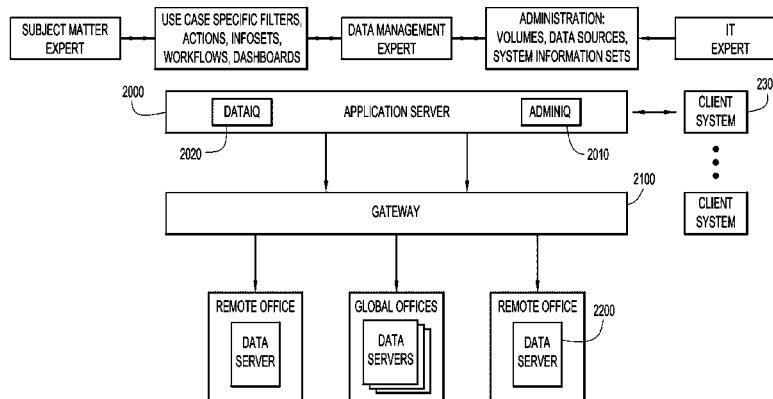 SUBJECT MATTER
EXPERT
USE CASE SPECIFIC FILTERS,
ACTIONS, INFOSETS,
WORKFLOWS, DASHBOARDS
DATA MANAGEMENT
EXPERT
ADMINISTRATION:
VOLUMES, DATA SOURCES,
SYSTEM INFORMATION SETS
IT
EXPERT
2000
DATAIQ
2020
APPLICATION SERVER
ADMINIQ
2010
230
CLIENT
SYSTEM
2100
GATEWAY
CLIENT
SYSTEM
REMOTE OFFICE
DATA
SERVER
GLOBAL OFFICES
DATA
SERVERS
REMOTE OFFICE
DATA
SERVER
2200